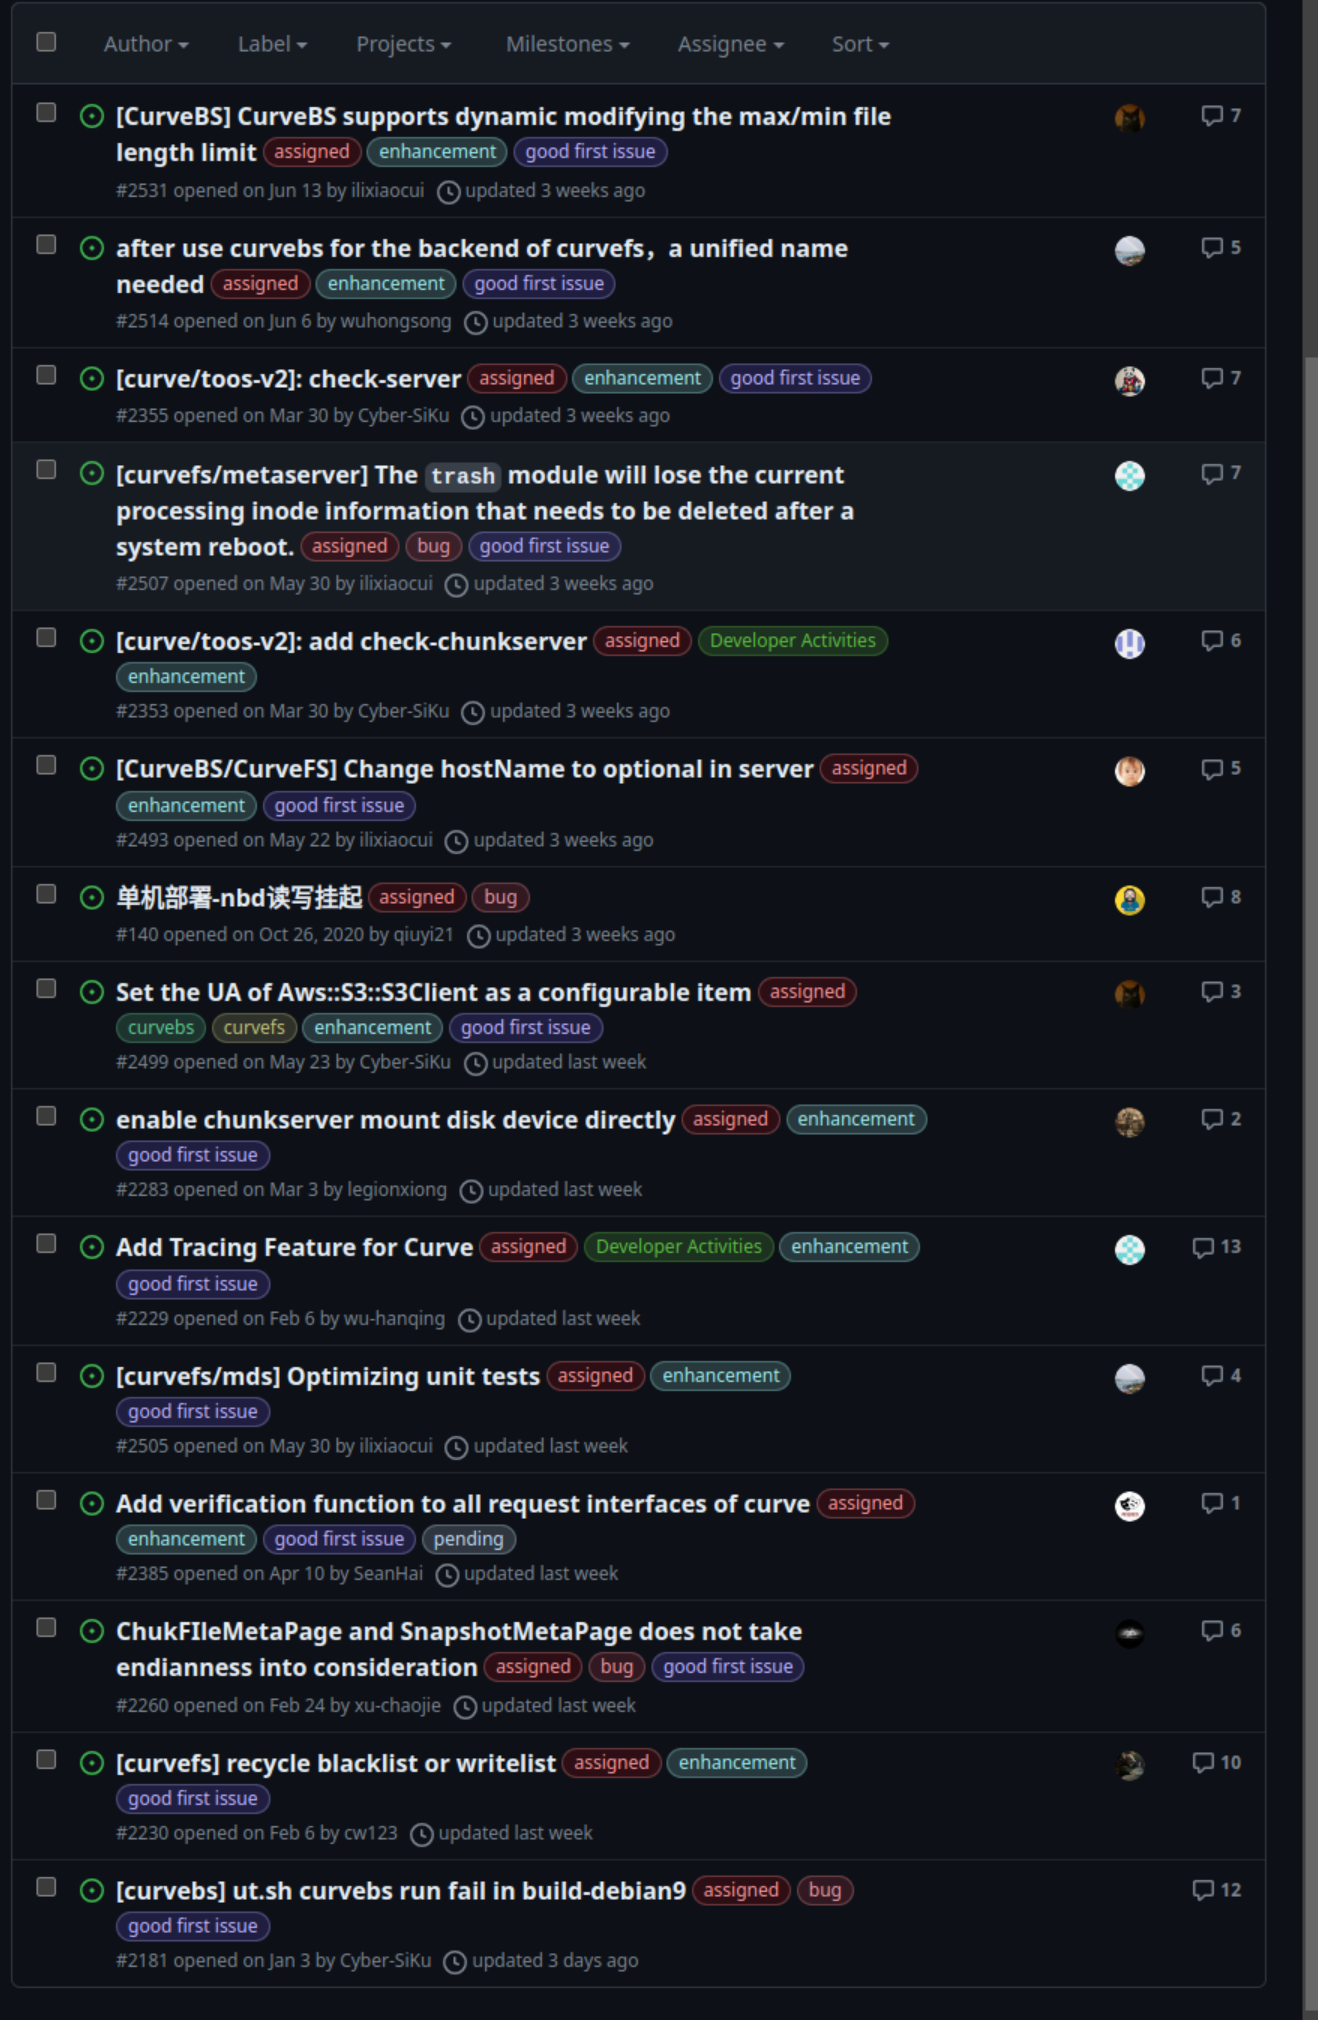 Author Label Projects Milestones Assignee Sort
[CurveBS] CurveBS supports dynamic modifying the max/min file 7
length limit assigned enhancement good first issue
#2531 opened on Jun 13 by ilixiaocui updated 3 weeks ago
after use curvebs for the backend of curvefs，a unified name 5
needed assigned enhancement good first issue
#2514 opened on Jun 6 by wuhongsong updated 3 weeks ago
[curve/toos-v2]: check-server assigned enhancement good first issue 7
#2355 opened on Mar 30 by Cyber-SiKu updated 3 weeks ago
[curvefs/metaserver] The trash module will lose the current 7
processing inode information that needs to be deleted after a
system reboot. assigned bug good first issue
#2507 opened on May 30 by ilixiaocui updated 3 weeks ago
[curve/toos-v2]: add check-chunkserver assigned Developer Activities 6
enhancement
#2353 opened on Mar 30 by Cyber-SiKu updated 3 weeks ago
[CurveBS/CurveFS] Change hostName to optional in server assigned 5
enhancement good first issue
#2493 opened on May 22 by ilixiaocui updated 3 weeks ago
单机部署-nbd读写挂起 assigned bug 8
#140 opened on Oct 26, 2020 by qiuyi21 updated 3 weeks ago
Set the UA of Aws::S3::S3Client as a configurable item assigned 3
curvebs curvefs enhancement good first issue
#2499 opened on May 23 by Cyber-SiKu updated last week
enable chunkserver mount disk device directly assigned enhancement 2
good first issue
#2283 opened on Mar 3 by legionxiong updated last week
Add Tracing Feature for Curve assigned Developer Activities enhancement 13
good first issue
#2229 opened on Feb 6 by wu-hanqing updated last week
[curvefs/mds] Optimizing unit tests assigned enhancement 4
good first issue
#2505 opened on May 30 by ilixiaocui updated last week
Add verification function to all request interfaces of curve assigned 1
enhancement good first issue pending
#2385 opened on Apr 10 by SeanHai updated last week
ChukFIleMetaPage and SnapshotMetaPage does not take 6
endianness into consideration assigned bug good first issue
#2260 opened on Feb 24 by xu-chaojie updated last week
[curvefs] recycle blacklist or writelist assigned enhancement 10
good first issue
#2230 opened on Feb 6 by cw123 updated last week
[curvebs] ut.sh curvebs run fail in build-debian9 assigned bug 12
good first issue
#2181 opened on Jan 3 by Cyber-SiKu updated 3 days ago